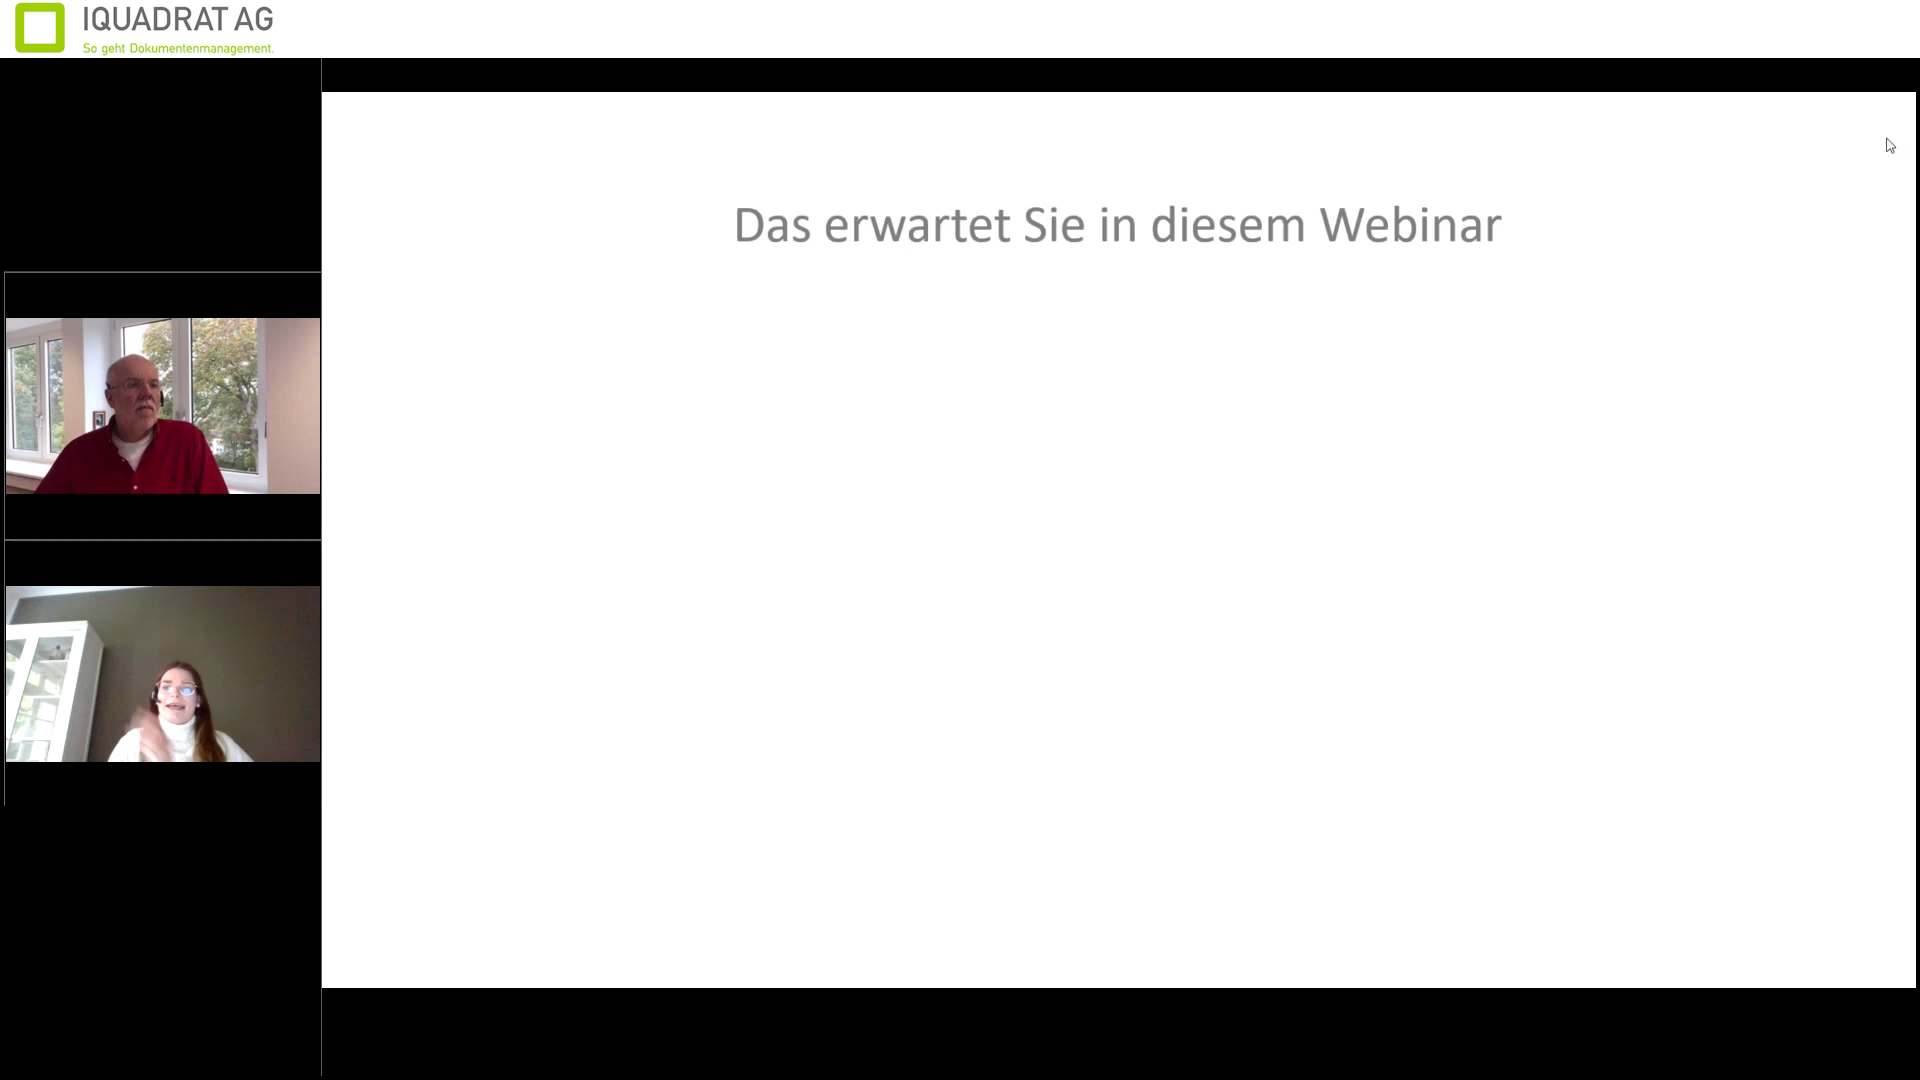 IQUADRAT AG
So geht Dokumentenmanagement.
Das erwartet Sie in diesem Webinar